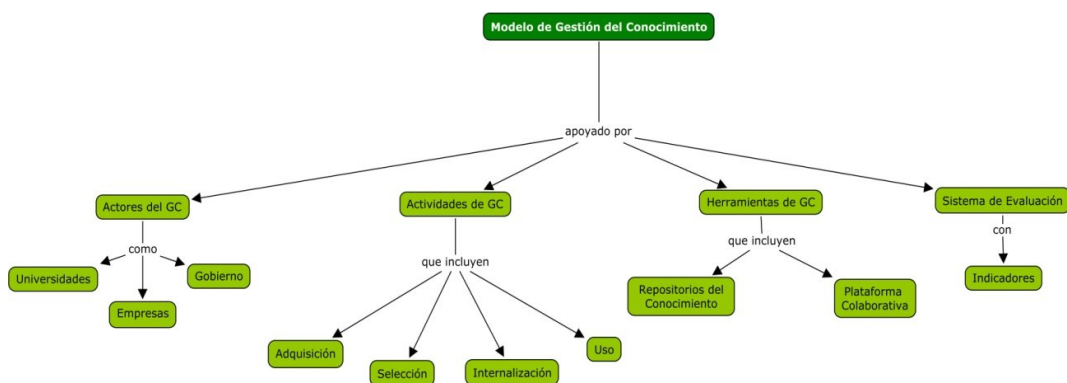 Modelo de Gestión del Conocimiento
apoyado por
Actores del GC
Actividades de GC
Herramientas de GC
Sistema de Evaluación
como
que incluyen
que incluyen
con
Universidades
Gobierno
Empresas
Adquisición
Selección
Internalización
Uso
Repositorios del
Conocimiento
Plataforma
Colaborativa
Indicadores